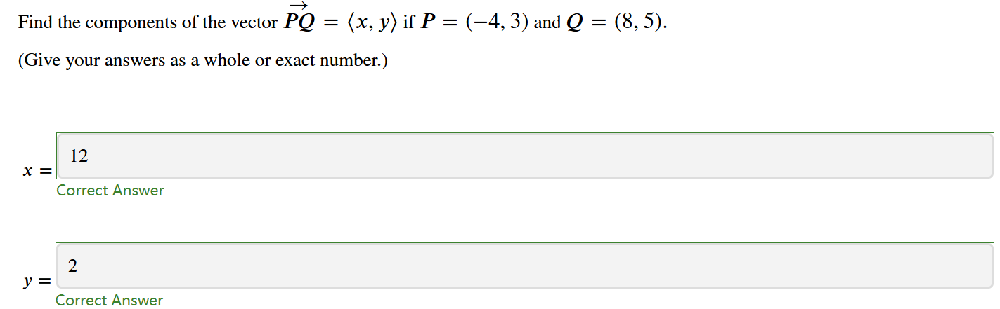 Find the components of the vector $\overrightarrow{PQ} = \langle x, y \rangle$ if $P = (-4, 3)$ and $Q = (8, 5)$.
(Give your answers as a whole or exact number.)
12
x =
Correct Answer
2
y =
Correct Answer